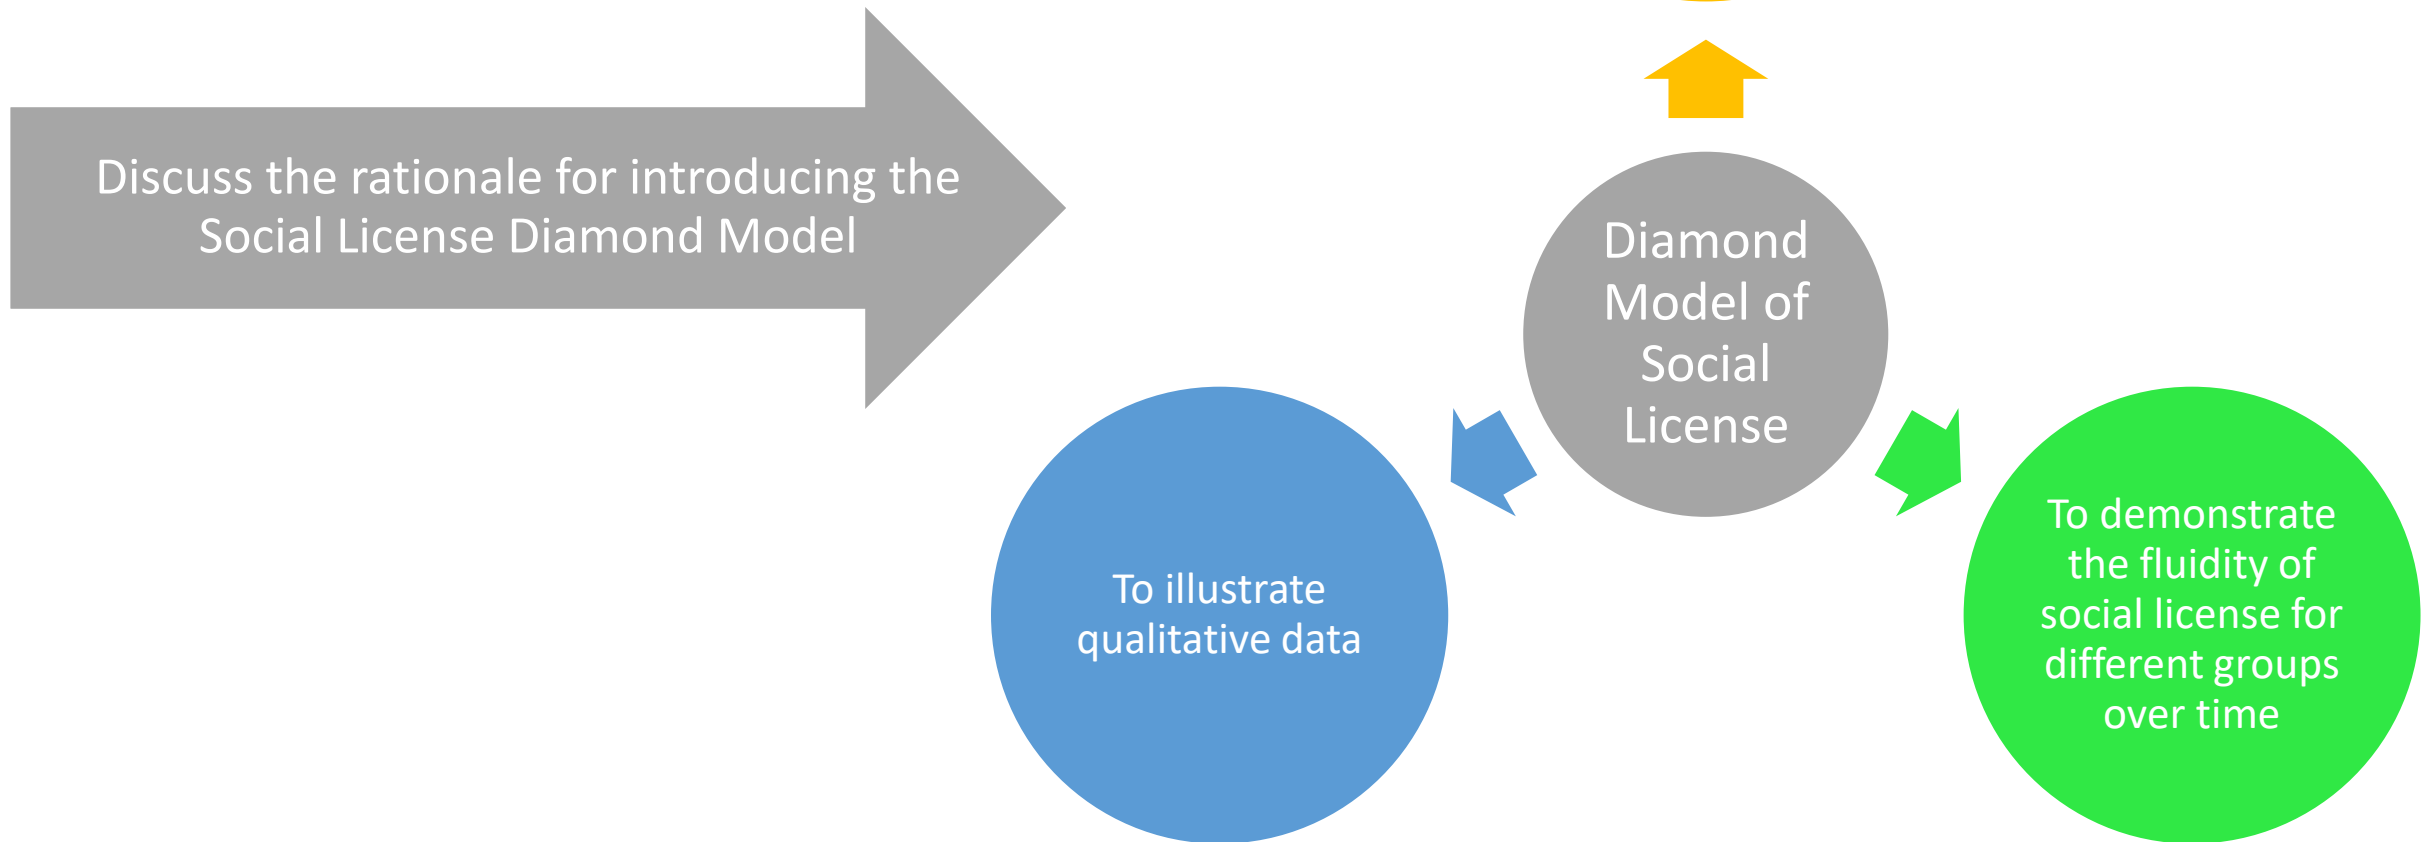 Discuss the rationale for introducing the
Social License Diamond Model
Diamond
Model of
Social
License
To illustrate
qualitative data
To demonstrate
the fluidity of
social license for
different groups
over time